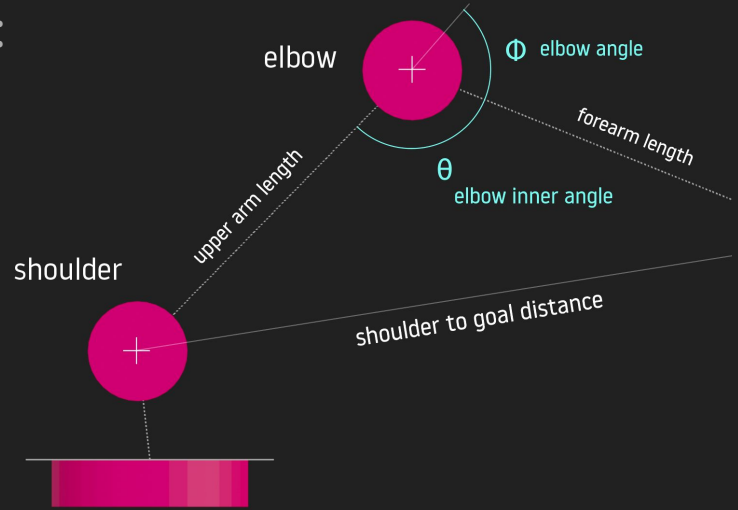 elbow
Φ elbow angle
forearm length
θ
elbow inner angle
upper arm length
shoulder
shoulder to goal distance